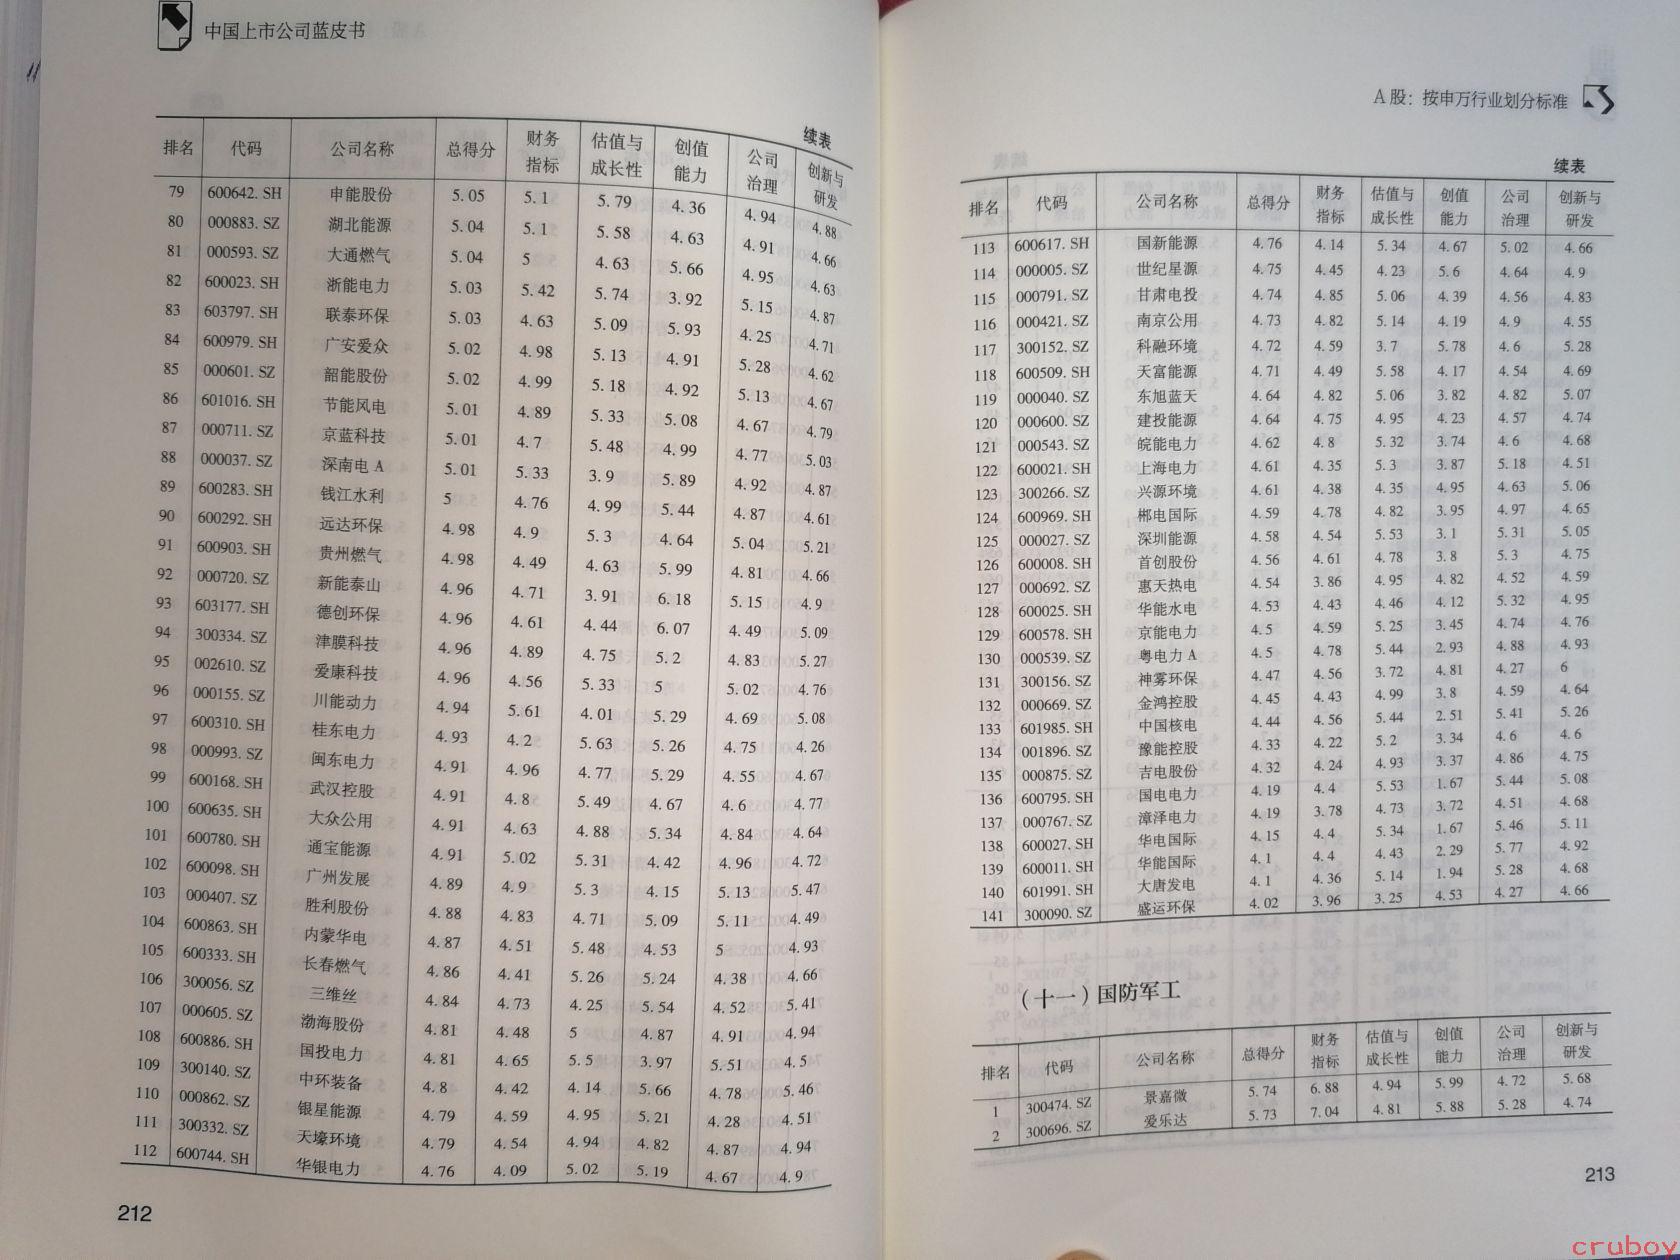 中国上市公司蓝皮书
续表
排名 代码 公司名称 总得分 财务指标 估值与成长性 创值能力 公司治理 创新与研发
79 600642.SH 申能股份 5.05 5.1 5.79 4.36 4.94 4.88
80 000883.SZ 湖北能源 5.04 5.1 5.58 4.63 4.91 4.66
81 000593.SZ 大通燃气 5.04 5 4.63 5.66 4.95 4.63
82 600023.SH 浙能电力 5.03 5.42 5.74 3.92 5.15 4.87
83 603797.SH 联泰环保 5.03 4.63 5.09 5.93 4.25 4.71
84 600979.SH 广安爱众 5.02 4.98 5.13 4.91 5.28 4.62
85 000601.SZ 韶能股份 5.02 4.99 5.18 4.92 5.13 4.67
86 601016.SH 节能风电 5.01 4.89 5.33 5.08 4.67 4.79
87 000711.SZ 京蓝科技 5.01 4.7 5.48 4.99 4.77 5.03
88 000037.SZ 深南电A 5.01 5.33 3.9 5.89 4.92 4.87
89 600283.SH 钱江水利 5 4.76 4.99 5.44 4.87 4.61
90 600292.SH 远达环保 4.98 4.9 5.3 4.64 5.04 5.21
91 600903.SH 贵州燃气 4.98 4.49 4.63 5.99 4.81 4.66
92 000720.SZ 新能泰山 4.96 4.71 3.91 6.18 5.15 4.9
93 603177.SH 德创环保 4.96 4.61 4.44 6.07 4.49 5.09
94 300334.SZ 津膜科技 4.96 4.89 4.75 5.2 4.83 5.27
95 002610.SZ 爱康科技 4.96 4.56 5.33 5 5.02 4.76
96 000155.SZ 川能动力 4.94 5.61 4.01 5.29 4.69 5.08
97 600310.SH 桂东电力 4.93 4.2 5.63 5.26 4.75 4.26
98 000993.SZ 闽东电力 4.91 4.96 4.77 5.29 4.55 4.67
99 600168.SH 武汉控股 4.91 4.8 5.49 4.67 4.6 4.77
100 600635.SH 大众公用 4.91 4.63 4.88 5.34 4.84 4.64
101 600780.SH 通宝能源 4.91 5.02 5.31 4.42 4.96 4.72
102 600098.SH 广州发展 4.89 4.9 5.3 4.15 5.13 5.47
103 000407.SZ 胜利股份 4.88 4.83 4.71 5.09 5.11 4.49
104 600863.SH 内蒙华电 4.87 4.51 5.48 4.53 5 4.93
105 600333.SH 长春燃气 4.86 4.41 5.26 5.24 4.38 4.66
106 300056.SZ 三维丝 4.84 4.73 4.25 5.54 4.52 5.41
107 000605.SZ 渤海股份 4.81 4.48 5 4.87 4.91 4.94
108 600886.SH 国投电力 4.81 4.65 5.5 3.97 5.51 4.5
109 300140.SZ 中环装备 4.8 4.42 4.14 5.66 4.78 5.46
110 000862.SZ 银星能源 4.79 4.59 4.95 5.21 4.28 4.51
111 300332.SZ 天壕环境 4.79 4.54 4.94 4.82 4.87 4.94
112 600744.SH 华银电力 4.76 4.09 5.02 5.19 4.67 4.9
212
A股：按申万行业划分标准
续表
排名 代码 公司名称 总得分 财务指标 估值与成长性 创值能力 公司治理 创新与研发
113 600617.SH 国新能源 4.76 4.14 5.34 4.67 5.02 4.66
114 000005.SZ 世纪星源 4.75 4.45 4.23 5.6 4.64 4.9
115 000791.SZ 甘肃电投 4.74 4.85 5.06 4.39 4.56 4.83
116 000421.SZ 南京公用 4.73 4.82 5.14 4.19 4.9 4.55
117 300152.SZ 科融环境 4.72 4.59 3.7 5.78 4.6 5.28
118 600509.SH 天富能源 4.71 4.49 5.58 4.17 4.54 4.69
119 000040.SZ 东旭蓝天 4.64 4.82 5.06 3.82 4.82 5.07
120 000600.SZ 建投能源 4.64 4.75 4.95 4.23 4.57 4.74
121 000543.SZ 皖能电力 4.62 4.8 5.32 3.74 4.6 4.68
122 600021.SH 上海电力 4.61 4.35 5.3 3.87 5.18 4.51
123 300266.SZ 兴源环境 4.61 4.38 4.35 4.95 4.63 5.06
124 600969.SH 郴电国际 4.59 4.78 4.82 3.95 4.97 4.65
125 000027.SZ 深圳能源 4.58 4.54 5.53 3.1 5.31 5.05
126 600008.SH 首创股份 4.56 4.61 4.78 3.8 5.3 4.75
127 000692.SZ 惠天热电 4.54 3.86 4.95 4.82 4.52 4.59
128 600025.SH 华能水电 4.53 4.43 4.46 4.12 5.32 4.95
129 600578.SH 京能电力 4.5 4.59 5.25 3.45 4.74 4.76
130 000539.SZ 粤电力A 4.5 4.78 5.44 2.93 4.88 4.93
131 300156.SZ 神雾环保 4.47 4.56 3.72 4.81 4.27 6
132 000669.SZ 金鸿控股 4.45 4.43 4.99 3.8 4.59 4.64
133 601985.SH 中国核电 4.44 4.56 5.44 2.51 5.41 5.26
134 001896.SZ 豫能控股 4.33 4.22 5.2 3.34 4.6 4.6
135 000875.SZ 吉电股份 4.32 4.24 4.93 3.37 4.86 4.75
136 600795.SH 国电电力 4.19 4.4 5.53 1.67 5.44 5.08
137 000767.SZ 漳泽电力 4.19 3.78 4.73 3.72 4.51 4.68
138 600027.SH 华电国际 4.15 4.4 5.34 1.67 5.46 5.11
139 600011.SH 华能国际 4.1 4.4 4.43 2.29 5.77 4.92
140 601991.SH 大唐发电 4.1 4.36 5.14 1.94 5.28 4.68
141 300090.SZ 盛运环保 4.02 3.96 3.25 4.53 4.27 4.66
（十一）国防军工
排名 代码 公司名称 总得分 财务指标 估值与成长性 创值能力 公司治理 创新与研发
1 300474.SZ 景嘉微 5.74 6.88 4.94 5.99 4.72 5.68
2 300696.SZ 爱乐达 5.73 7.04 4.81 5.88 5.28 4.74
213
cruboy